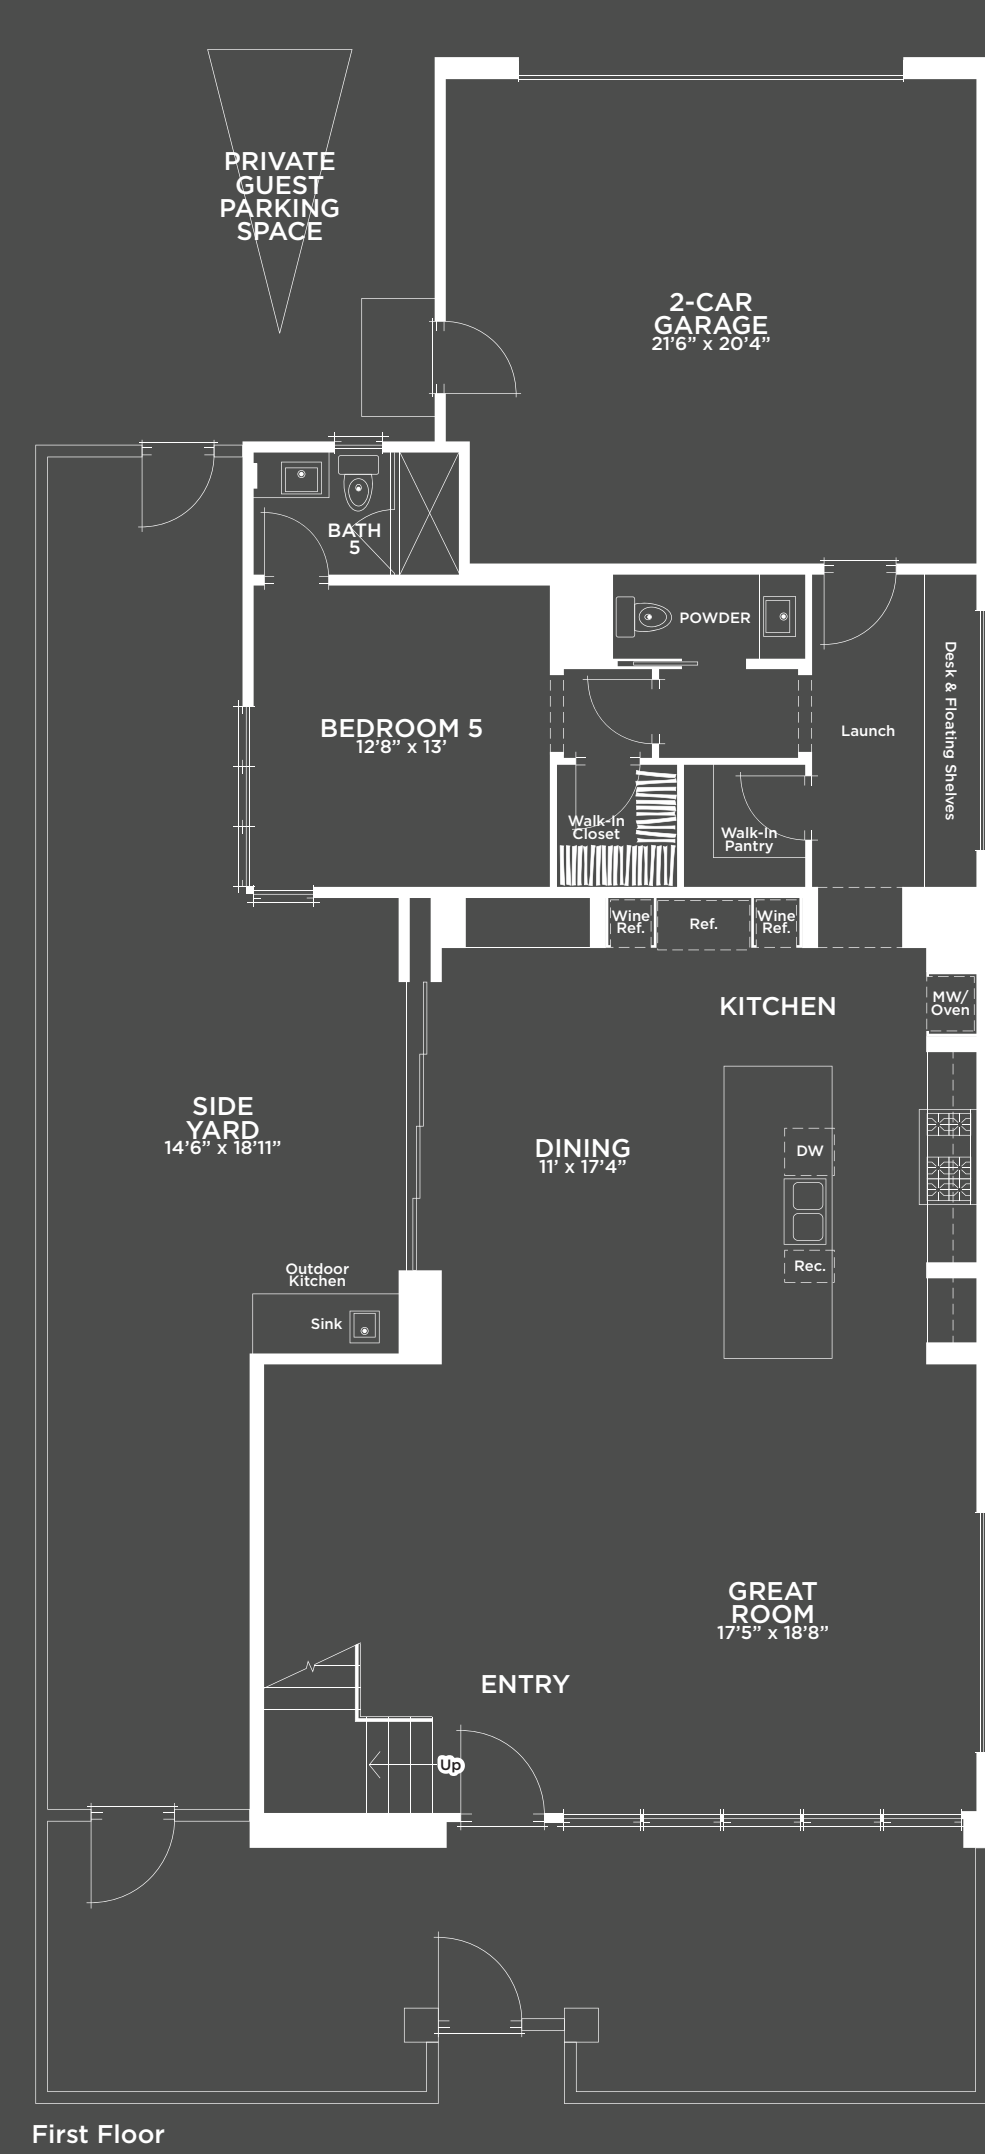 PRIVATE
GUEST
PARKING
SPACE
2-CAR
GARAGE
21’6” x 20’4”
BATH
5
POWDER
Desk & Floating Shelves
BEDROOM 5
12’8” x 13’
Launch
Walk-In
Closet
Walk-In
Pantry
Wine
Ref.
Ref.
Wine
Ref.
KITCHEN
MW/
Oven
SIDE
YARD
14’6” x 18’11”
DINING
11’ x 17’4”
DW
Rec.
Outdoor
Kitchen
Sink
GREAT
ROOM
17’5” x 18’8”
ENTRY
Up
First Floor